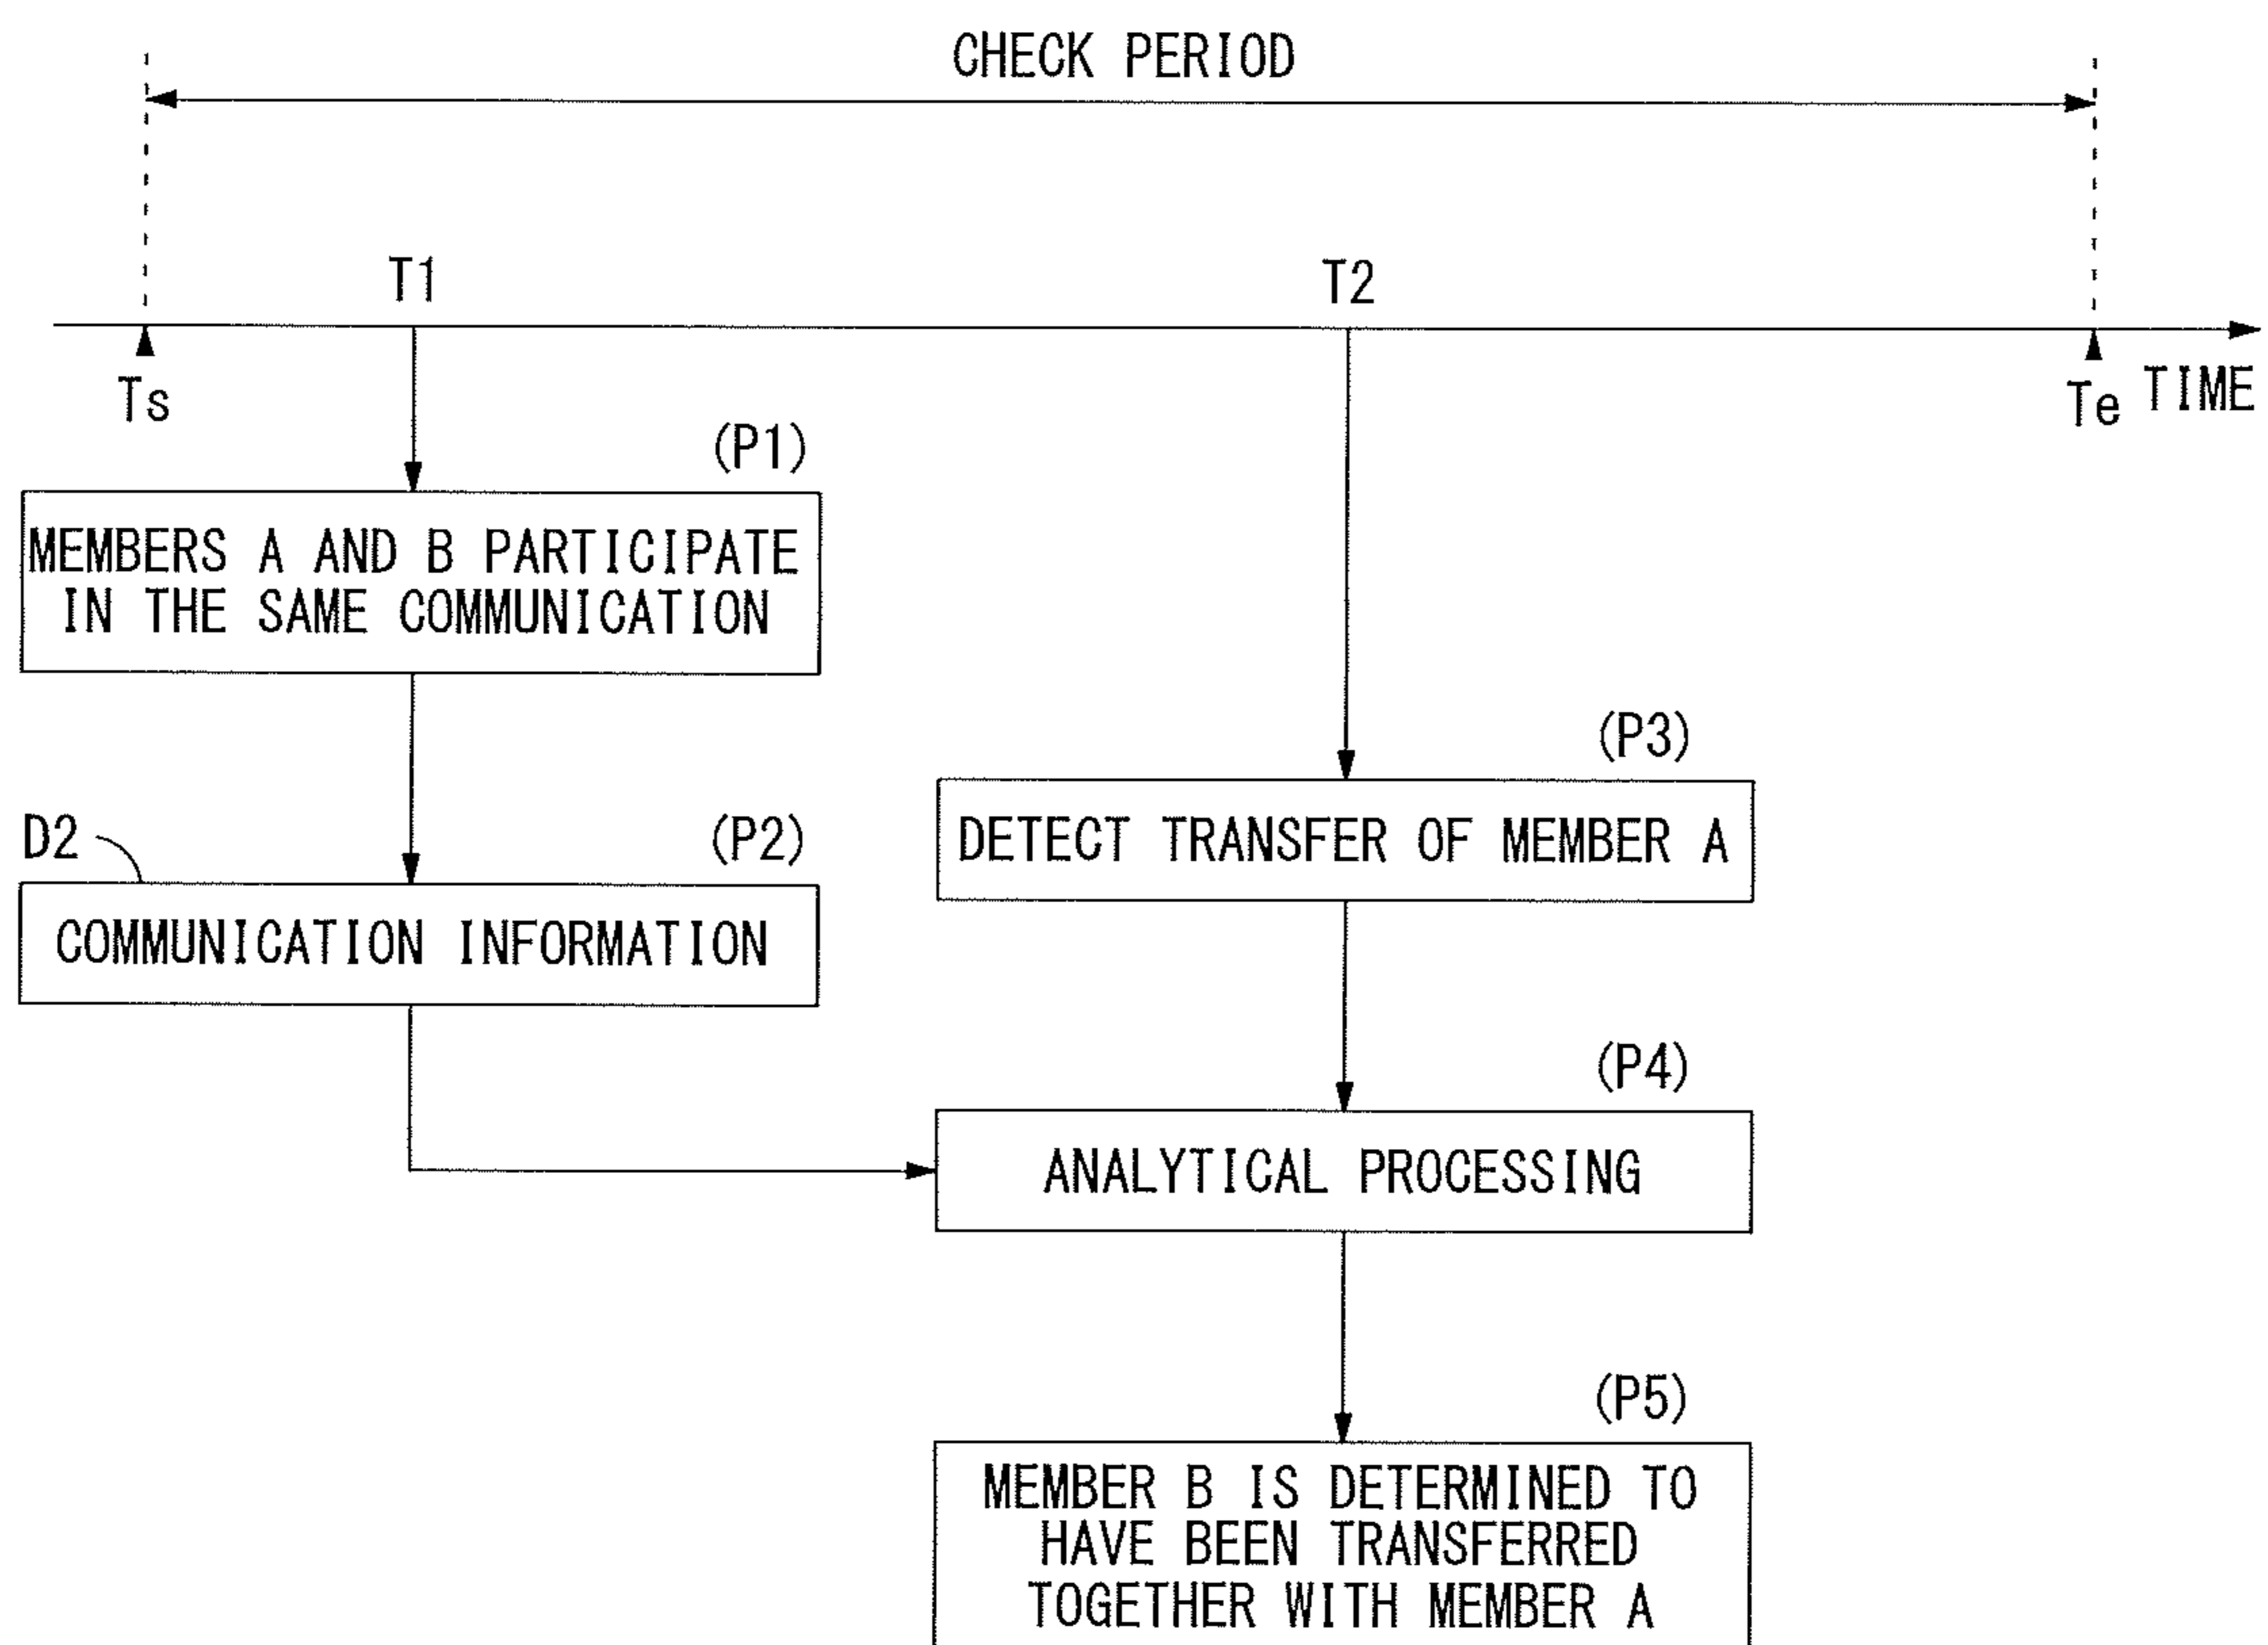 CHECK PERIOD
T1
T2
Ts
Te
TIME
(P1)
MEMBERS A AND B PARTICIPATE
IN THE SAME COMMUNICATION
(P3)
DETECT TRANSFER OF MEMBER A
D2
(P2)
COMMUNICATION INFORMATION
(P4)
ANALYTICAL PROCESSING
(P5)
MEMBER B IS DETERMINED TO
HAVE BEEN TRANSFERRED
TOGETHER WITH MEMBER A